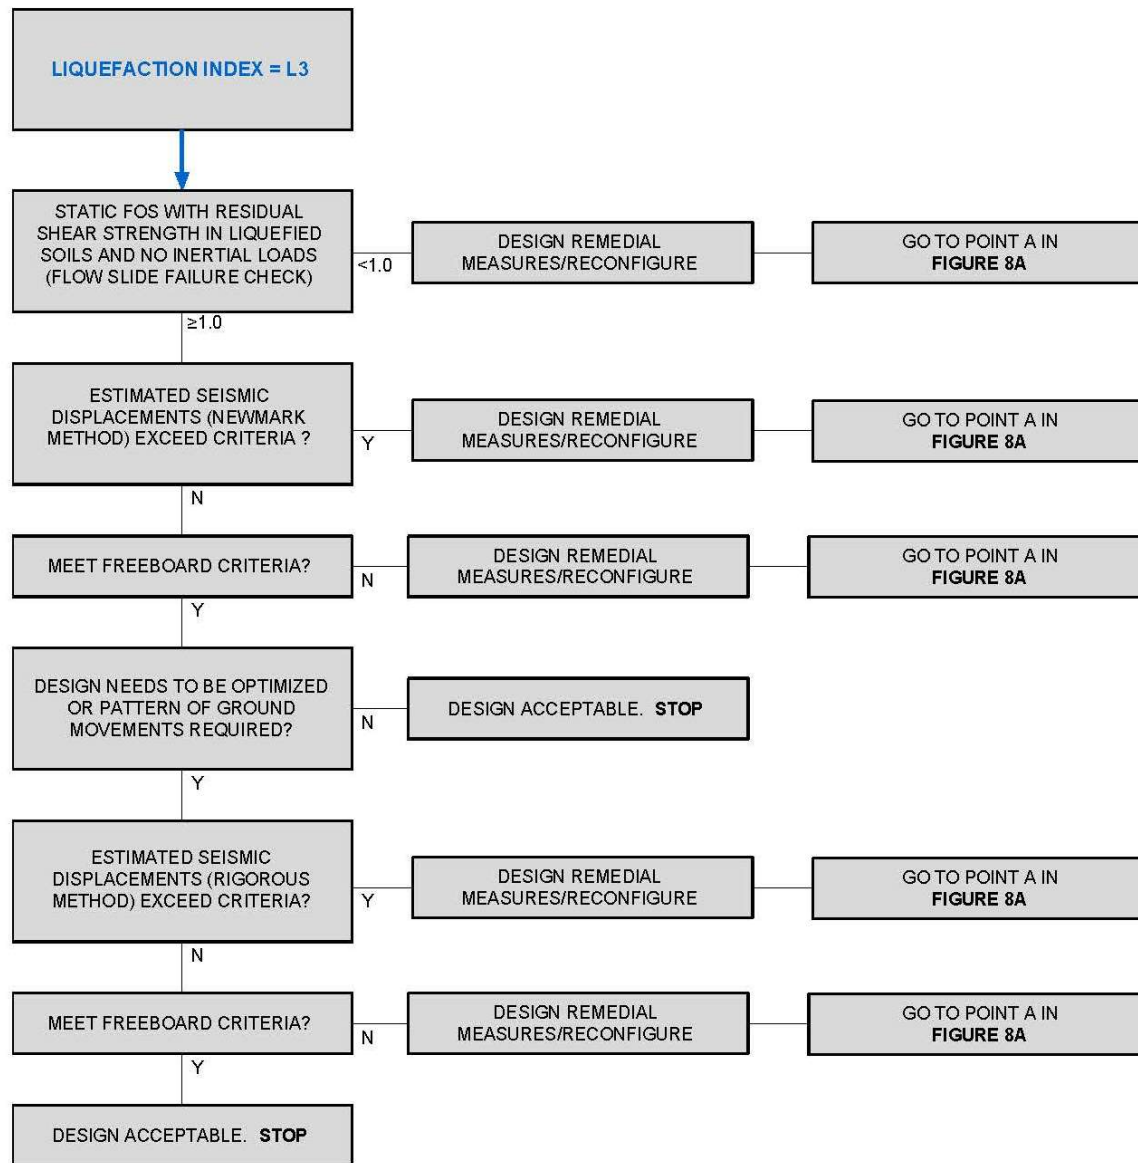 LIQUEFACTION INDEX = L3
STATIC FOS WITH RESIDUAL
SHEAR STRENGTH IN LIQUEFIED
SOILS AND NO INERTIAL LOADS
(FLOW SLIDE FAILURE CHECK)
<1.0
DESIGN REMEDIAL
MEASURES/RECONFIGURE
GO TO POINT A IN
FIGURE 8A
≥1.0
ESTIMATED SEISMIC
DISPLACEMENTS (NEWMARK
METHOD) EXCEED CRITERIA ?
Y
DESIGN REMEDIAL
MEASURES/RECONFIGURE
GO TO POINT A IN
FIGURE 8A
N
MEET FREEBOARD CRITERIA?
N
DESIGN REMEDIAL
MEASURES/RECONFIGURE
GO TO POINT A IN
FIGURE 8A
Y
DESIGN NEEDS TO BE OPTIMIZED
OR PATTERN OF GROUND
MOVEMENTS REQUIRED?
N
DESIGN ACCEPTABLE. STOP
Y
ESTIMATED SEISMIC
DISPLACEMENTS (RIGOROUS
METHOD) EXCEED CRITERIA?
Y
DESIGN REMEDIAL
MEASURES/RECONFIGURE
GO TO POINT A IN
FIGURE 8A
N
MEET FREEBOARD CRITERIA?
N
DESIGN REMEDIAL
MEASURES/RECONFIGURE
GO TO POINT A IN
FIGURE 8A
Y
DESIGN ACCEPTABLE. STOP